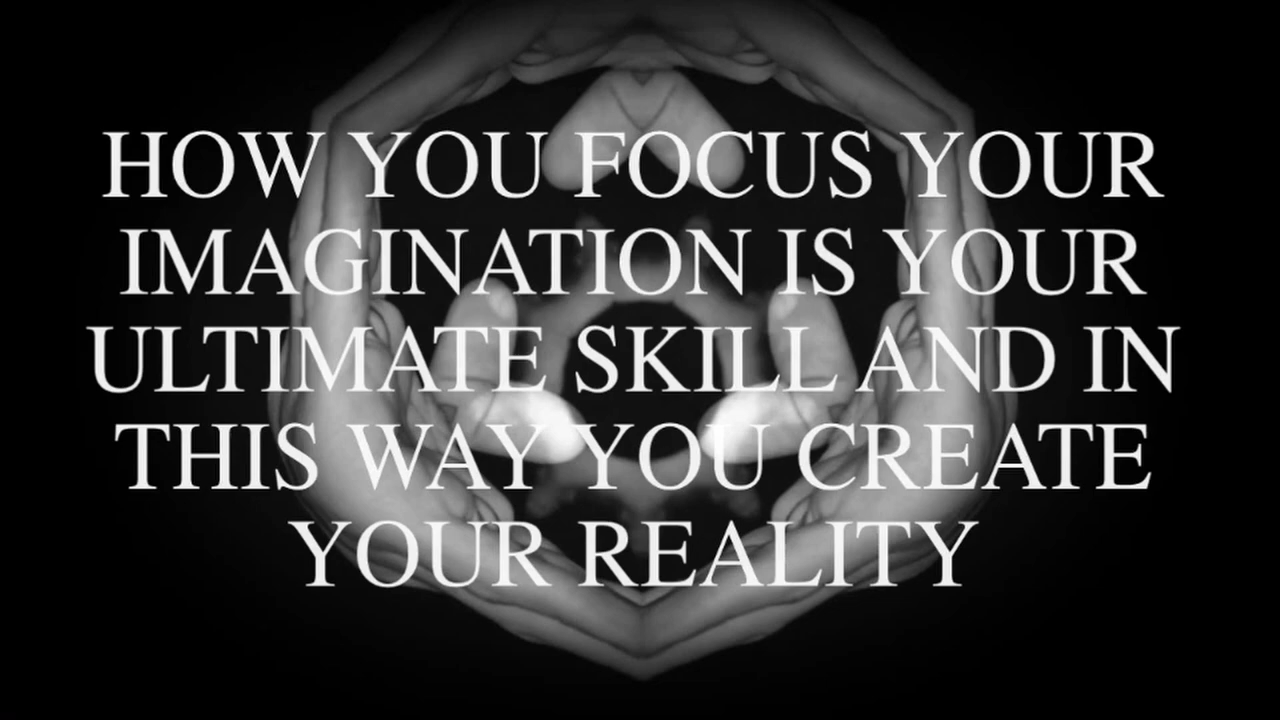 HOW YOU FOCUS YOUR
IMAGINATION IS YOUR
ULTIMATE SKILL AND IN
THIS WAY YOU CREATE
YOUR REALITY